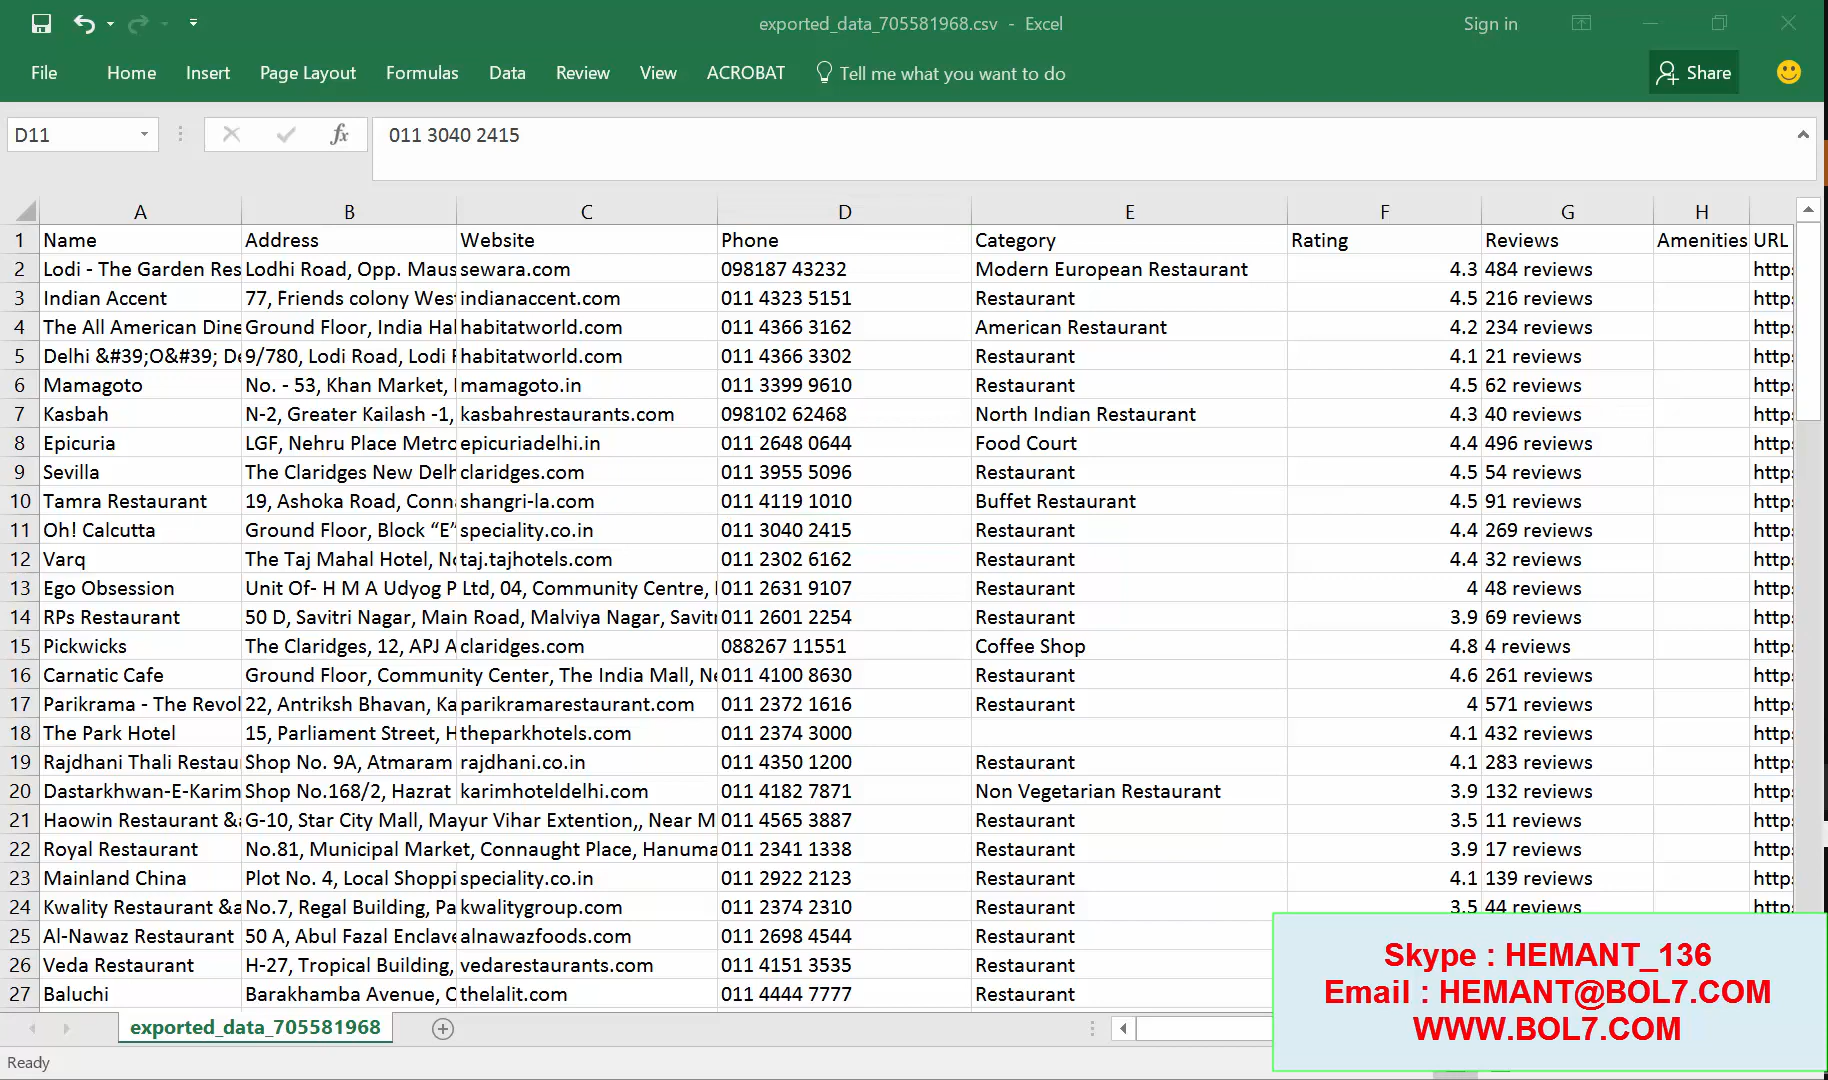 exported_data_705581968.csv - Excel
Sign in
File Home Insert Page Layout Formulas Data Review View ACROBAT Tell me what you want to do Share
D11 fx 011 3040 2415
A B C D E F G H
1 Name Address Website Phone Category Rating Reviews Amenities URL
2 Lodi - The Garden Res Lodhi Road, Opp. Maus sewara.com 098187 43232 Modern European Restaurant 4.3 484 reviews http
3 Indian Accent 77, Friends colony Wes indianaccent.com 011 4323 5151 Restaurant 4.5 216 reviews http
4 The All American Dine Ground Floor, India Ha habitatworld.com 011 4366 3162 American Restaurant 4.2 234 reviews http
5 Delhi &#39;O&#39; De 9/780, Lodi Road, Lodi habitatworld.com 011 4366 3302 Restaurant 4.1 21 reviews http
6 Mamagoto No. - 53, Khan Market, mamagoto.in 011 3399 9610 Restaurant 4.5 62 reviews http
7 Kasbah N-2, Greater Kailash -1, kasbahrestaurants.com 098102 62468 North Indian Restaurant 4.3 40 reviews http
8 Epicuria LGF, Nehru Place Metro epicuriadelhi.in 011 2648 0644 Food Court 4.4 496 reviews http
9 Sevilla The Claridges New Delh claridges.com 011 3955 5096 Restaurant 4.5 54 reviews http
10 Tamra Restaurant 19, Ashoka Road, Conn shangri-la.com 011 4119 1010 Buffet Restaurant 4.5 91 reviews http
11 Oh! Calcutta Ground Floor, Block “E” speciality.co.in 011 3040 2415 Restaurant 4.4 269 reviews http
12 Varq The Taj Mahal Hotel, No taj.tajhotels.com 011 2302 6162 Restaurant 4.4 32 reviews http
13 Ego Obsession Unit Of- H M A Udyog P Ltd, 04, Community Centre, 011 2631 9107 Restaurant 4 48 reviews http
14 RPs Restaurant 50 D, Savitri Nagar, Main Road, Malviya Nagar, Savitr 011 2601 2254 Restaurant 3.9 69 reviews http
15 Pickwicks The Claridges, 12, APJ A claridges.com 088267 11551 Coffee Shop 4.8 4 reviews http
16 Carnatic Cafe Ground Floor, Community Center, The India Mall, Ne 011 4100 8630 Restaurant 4.6 261 reviews http
17 Parikrama - The Revol 22, Antriksh Bhavan, Ka parikramarestaurant.com 011 2372 1616 Restaurant 4 571 reviews http
18 The Park Hotel 15, Parliament Street, H theparkhotels.com 011 2374 3000 4.1 432 reviews http
19 Rajdhani Thali Restau Shop No. 9A, Atmaram rajdhani.co.in 011 4350 1200 Restaurant 4.1 283 reviews http
20 Dastarkhwan-E-Karim Shop No.168/2, Hazrat karimhoteldelhi.com 011 4182 7871 Non Vegetarian Restaurant 3.9 132 reviews http
21 Haowin Restaurant &a G-10, Star City Mall, Mayur Vihar Extention,, Near M 011 4565 3887 Restaurant 3.5 11 reviews http
22 Royal Restaurant No.81, Municipal Market, Connaught Place, Hanuma 011 2341 1338 Restaurant 3.9 17 reviews http
23 Mainland China Plot No. 4, Local Shoppi speciality.co.in 011 2922 2123 Restaurant 4.1 139 reviews http
24 Kwality Restaurant &a No.7, Regal Building, Pa kwalitygroup.com 011 2374 2310 Restaurant 3.5 44 reviews http
25 Al-Nawaz Restaurant 50 A, Abul Fazal Enclave alnawazfoods.com 011 2698 4544 Restaurant
26 Veda Restaurant H-27, Tropical Building, vedarestaurants.com 011 4151 3535 Restaurant
27 Baluchi Barakhamba Avenue, C thelalit.com 011 4444 7777 Restaurant
Skype : HEMANT_136
Email : HEMANT@BOL7.COM
WWW.BOL7.COM
exported_data_705581968
Ready